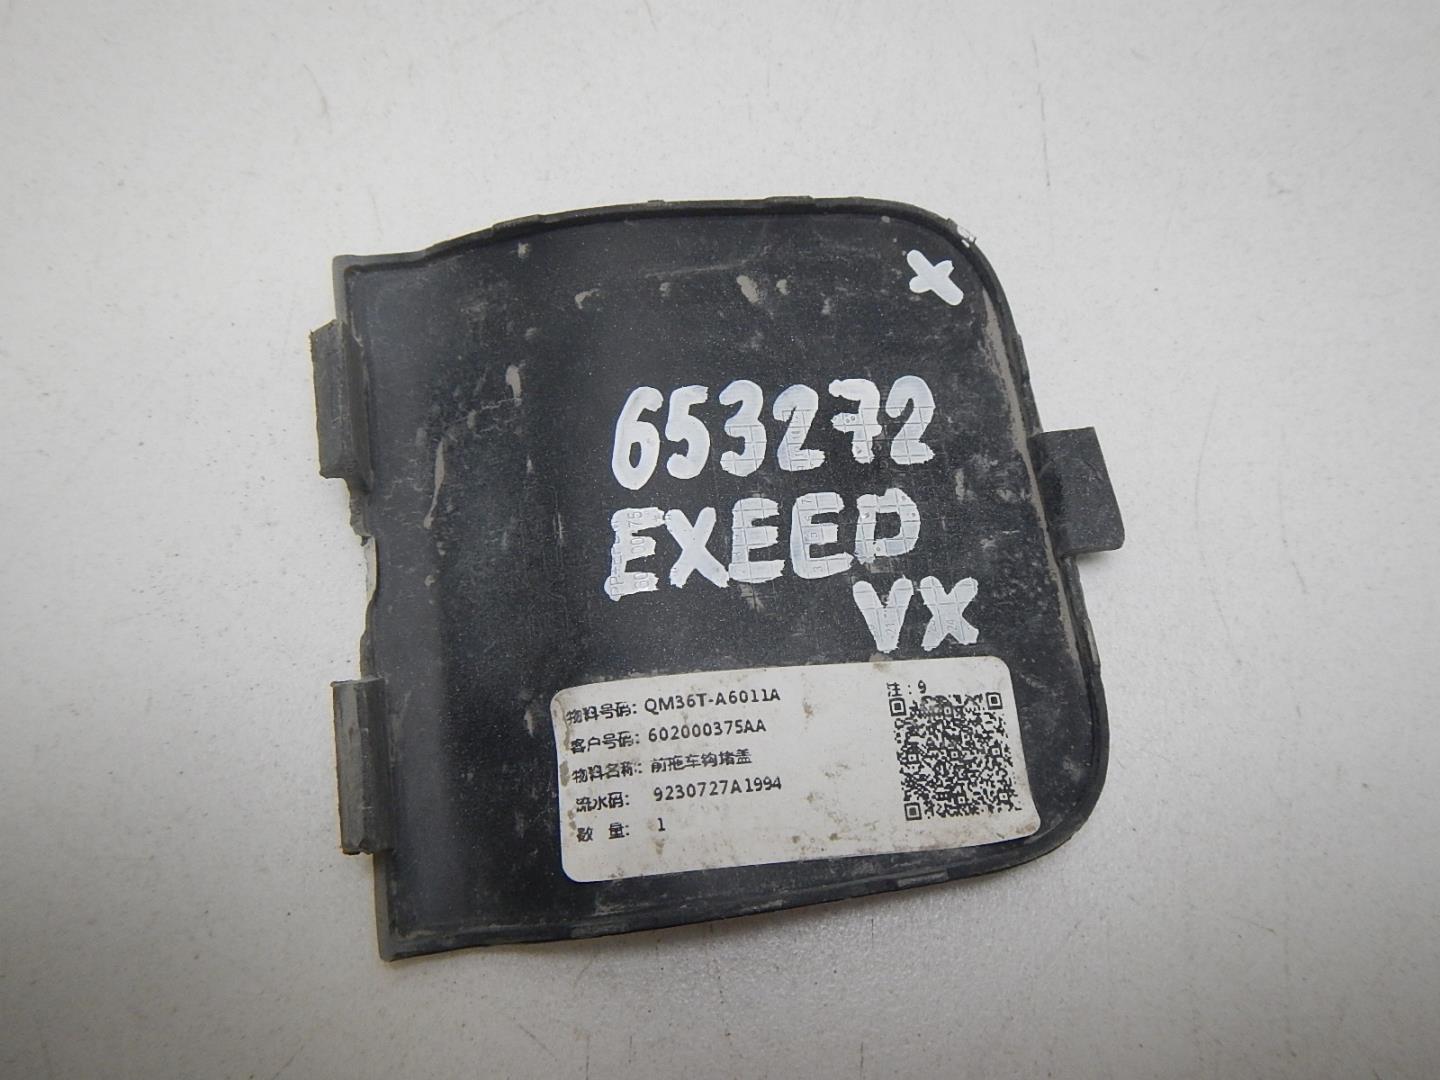 X
653272
EXEED
VX
物料号码: QM36T-A6011A
注: 9
客户号码: 602000375AA
物料名称: 前拖车钩堵盖
流水码: 9230727A1994
数 量: 1